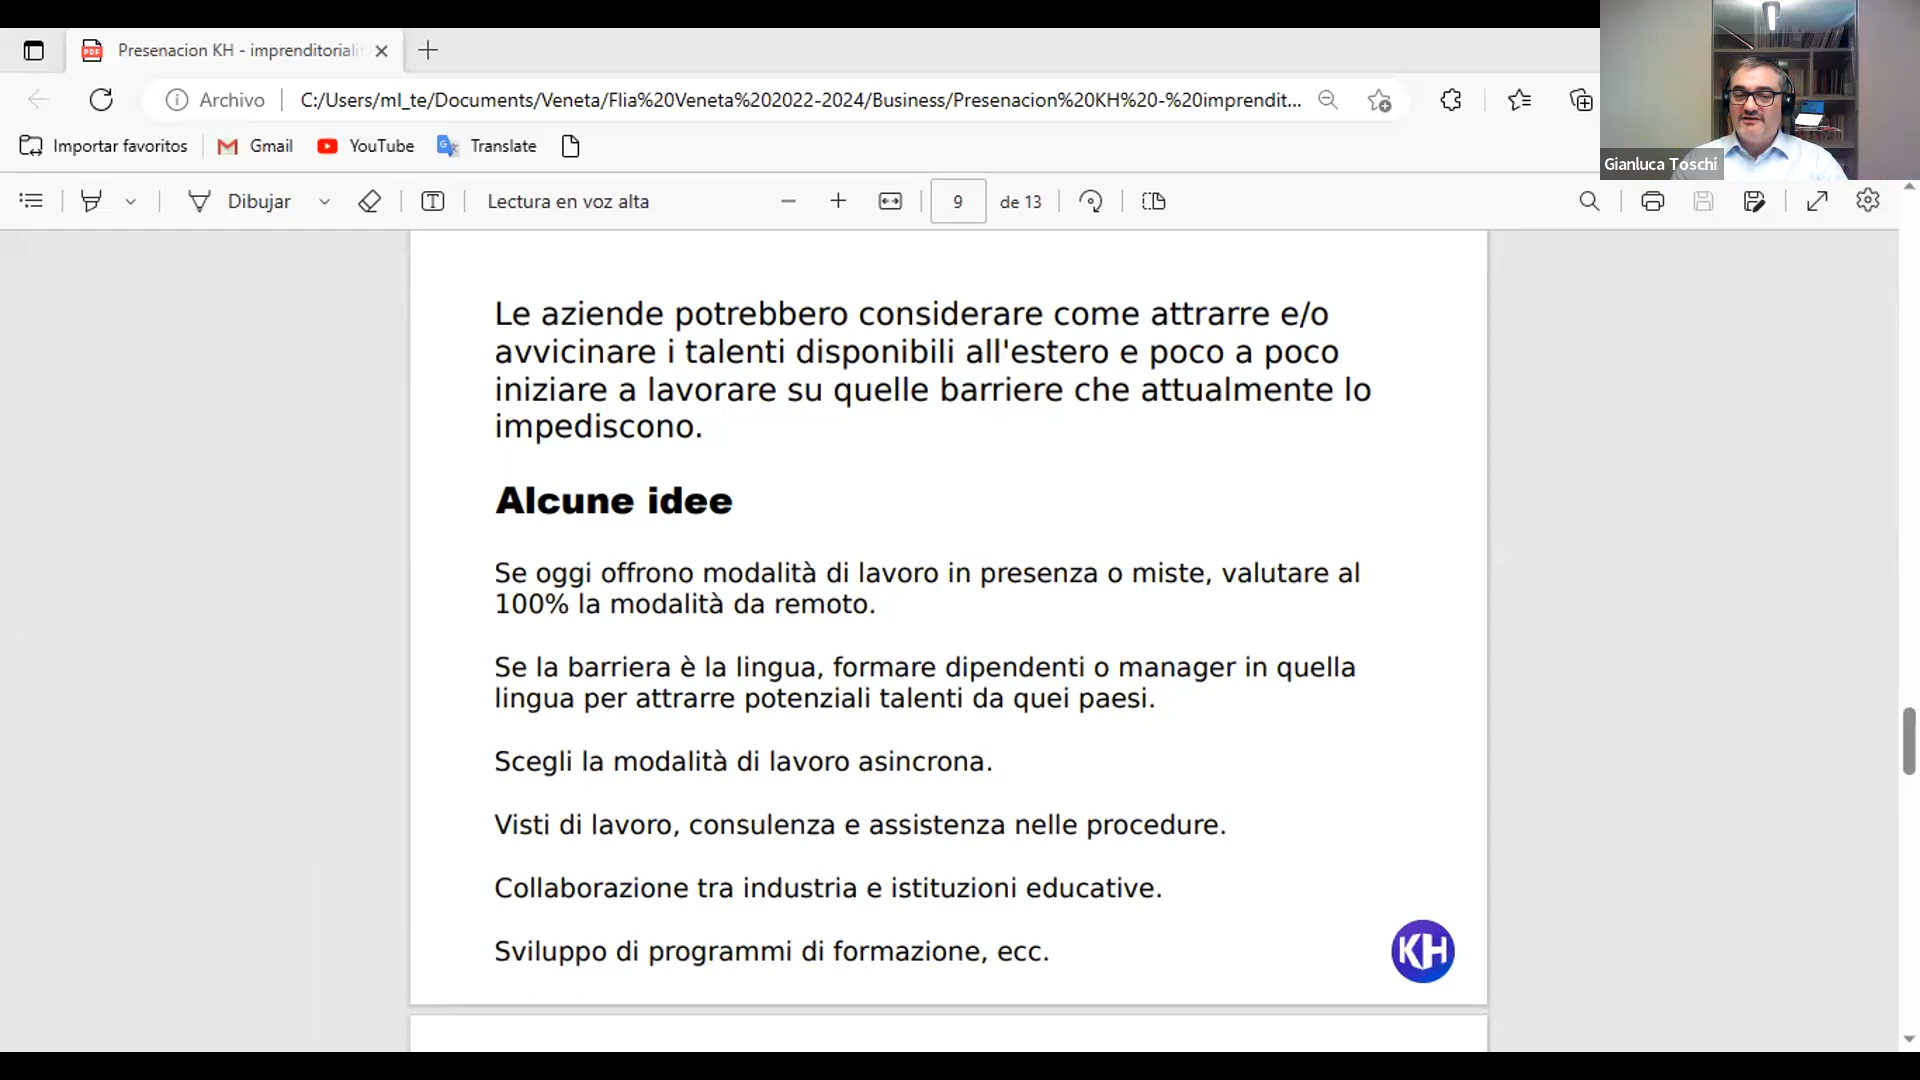 Presenacion KH - imprenditoriali
Archivo
C:/Users/ml_te/Documents/Veneta/Flia%20Veneta%202022-2024/Business/Presenacion%20KH%20-%20imprendit...
Importar favoritos
Gmail
YouTube
Translate
Gianluca Toschi
Dibujar
Lectura en voz alta
9
de 13
Le aziende potrebbero considerare come attrarre e/o
avvicinare i talenti disponibili all'estero e poco a poco
iniziare a lavorare su quelle barriere che attualmente lo
impediscono.
Alcune idee
Se oggi offrono modalità di lavoro in presenza o miste, valutare al
100% la modalità da remoto.
Se la barriera è la lingua, formare dipendenti o manager in quella
lingua per attrarre potenziali talenti da quei paesi.
Scegli la modalità di lavoro asincrona.
Visti di lavoro, consulenza e assistenza nelle procedure.
Collaborazione tra industria e istituzioni educative.
Sviluppo di programmi di formazione, ecc.
KH